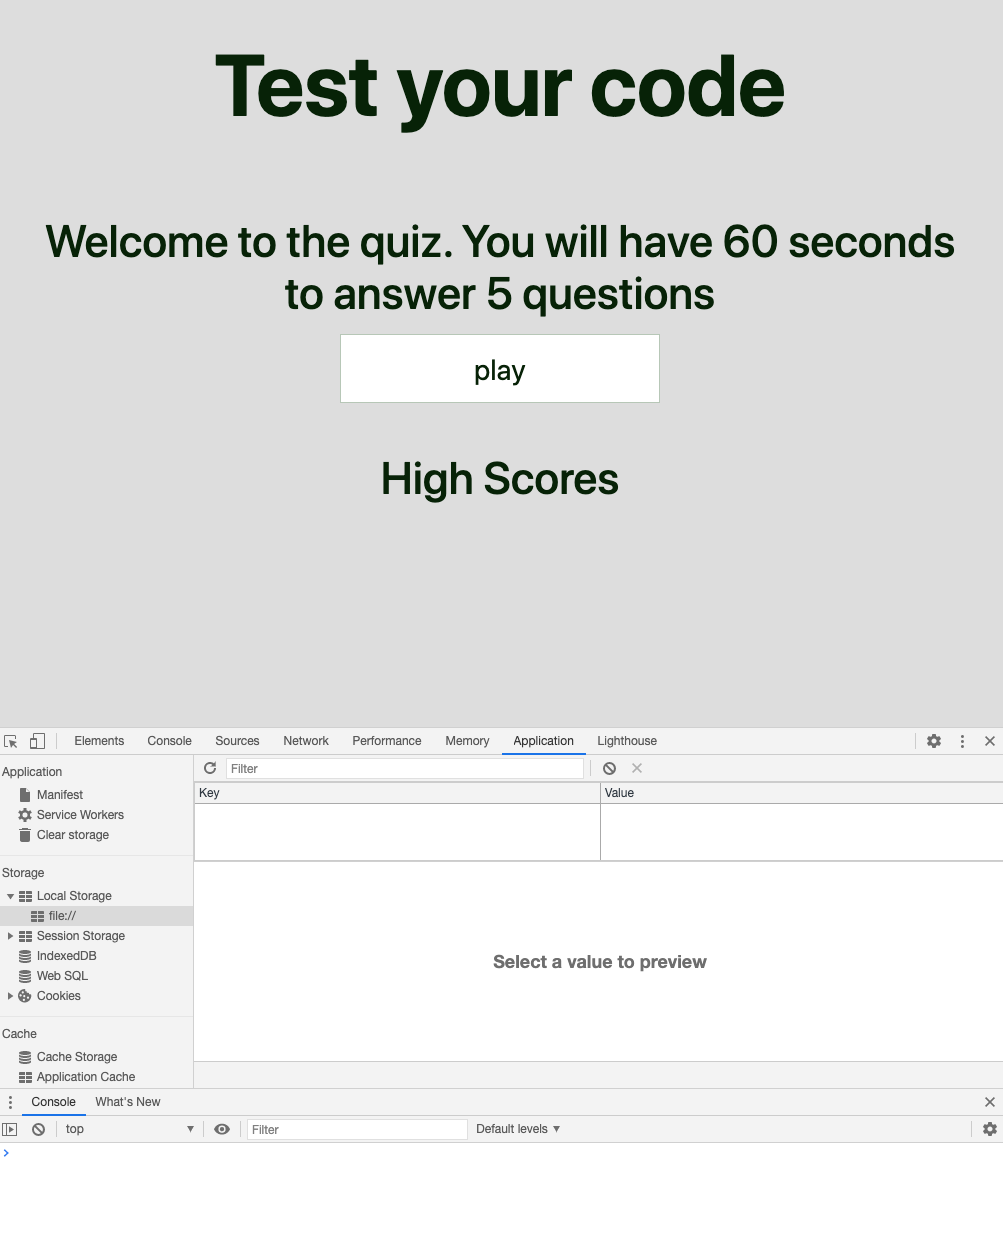 Test your code
Welcome to the quiz. You will have 60 seconds
to answer 5 questions
play
High Scores
Elements Console Sources Network Performance Memory Application Lighthouse
Application
Manifest
Service Workers
Clear storage
Storage
Local Storage
file://
Session Storage
IndexedDB
Web SQL
Cookies
Cache
Cache Storage
Application Cache
Filter
Key Value
Select a value to preview
Console What's New
top Filter Default levels